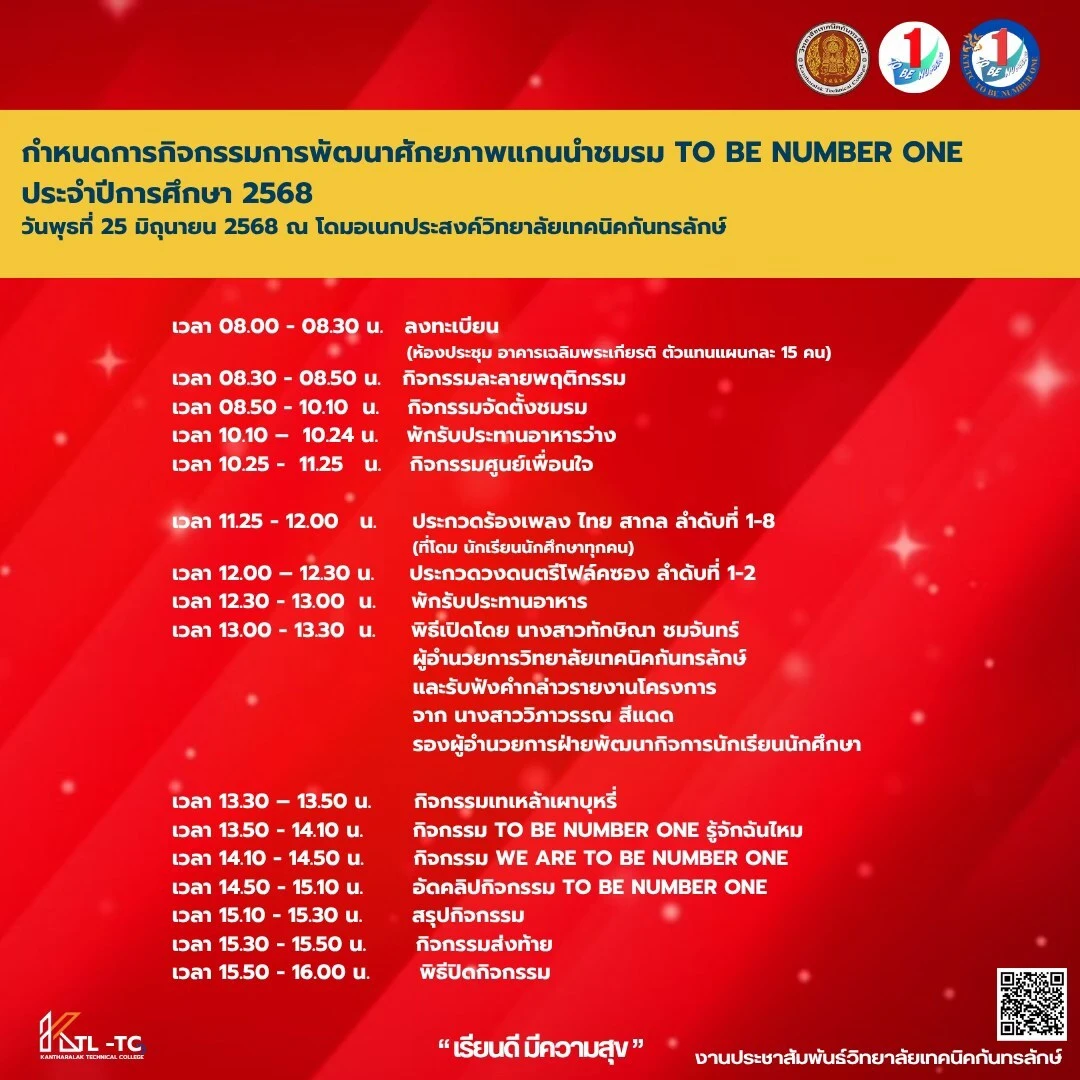 วิทยาลัยเทคนิคกันทรลักษ์
Kantharalak Technical College
1
TO BE NUMBER ONE
1
TO BE NUMBER ONE
KTLTC TO BE NUMBER ONE
กำหนดการกิจกรรมการพัฒนาศักยภาพแกนนำชมรม TO BE NUMBER ONE
ประจำปีการศึกษา 2568
วันพุธที่ 25 มิถุนายน 2568 ณ โดมอเนกประสงค์วิทยาลัยเทคนิคกันทรลักษ์
เวลา 08.00 - 08.30 น. ลงทะเบียน
(ห้องประชุม อาคารเฉลิมพระเกียรติ ตัวแทนแผนกละ 15 คน)
เวลา 08.30 - 08.50 น. กิจกรรมละลายพฤติกรรม
เวลา 08.50 - 10.10 น. กิจกรรมจัดตั้งชมรม
เวลา 10.10 – 10.24 น. พักรับประทานอาหารว่าง
เวลา 10.25 - 11.25 น. กิจกรรมศูนย์เพื่อนใจ
เวลา 11.25 - 12.00 น. ประกวดร้องเพลง ไทย สากล ลำดับที่ 1-8
(ที่โดม นักเรียนนักศึกษาทุกคน)
เวลา 12.00 – 12.30 น. ประกวดวงดนตรีโฟล์คซอง ลำดับที่ 1-2
เวลา 12.30 - 13.00 น. พักรับประทานอาหาร
เวลา 13.00 - 13.30 น. พิธีเปิดโดย นางสาวทักษิณา ชมจันทร์
ผู้อำนวยการวิทยาลัยเทคนิคกันทรลักษ์
และรับฟังคำกล่าวรายงานโครงการ
จาก นางสาววิภาวรรณ สีแดด
รองผู้อำนวยการฝ่ายพัฒนากิจการนักเรียนนักศึกษา
เวลา 13.30 – 13.50 น. กิจกรรมเทเหล้าเผาบุหรี่
เวลา 13.50 - 14.10 น. กิจกรรม TO BE NUMBER ONE รู้จักฉันไหม
เวลา 14.10 - 14.50 น. กิจกรรม WE ARE TO BE NUMBER ONE
เวลา 14.50 - 15.10 น. อัดคลิปกิจกรรม TO BE NUMBER ONE
เวลา 15.10 - 15.30 น. สรุปกิจกรรม
เวลา 15.30 - 15.50 น. กิจกรรมส่งท้าย
เวลา 15.50 - 16.00 น. พิธีปิดกิจกรรม
KTL -TC
KANTHARALAK TECHNICAL COLLEGE
“ เรียนดี มีความสุข ”
งานประชาสัมพันธ์วิทยาลัยเทคนิคกันทรลักษ์